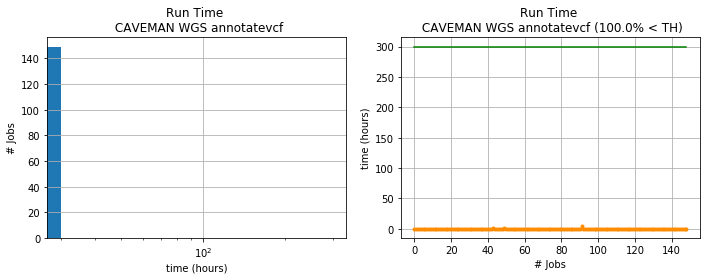 Run Time
CAVEMAN WGS annotatevcf
140
120
100
80
60
40
20
0
# Jobs
10²
time (hours)
Run Time
CAVEMAN WGS annotatevcf (100.0% < TH)
300
250
200
150
100
50
0
time (hours)
0 20 40 60 80 100 120 140
# Jobs